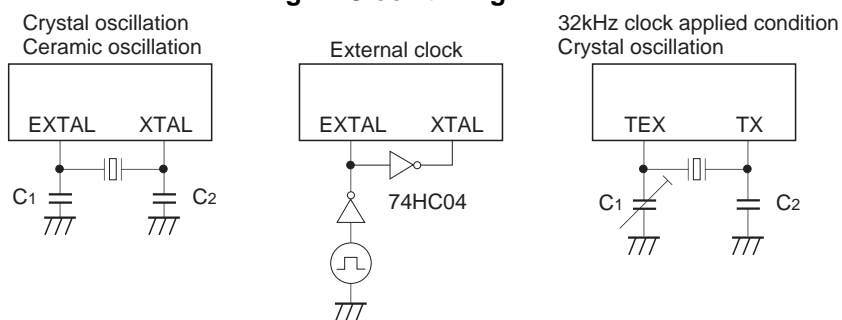 Crystal oscillation
Ceramic oscillation
EXTAL XTAL
C1 C2
External clock
EXTAL XTAL
74HC04
32kHz clock applied condition
Crystal oscillation
TEX TX
C1 C2